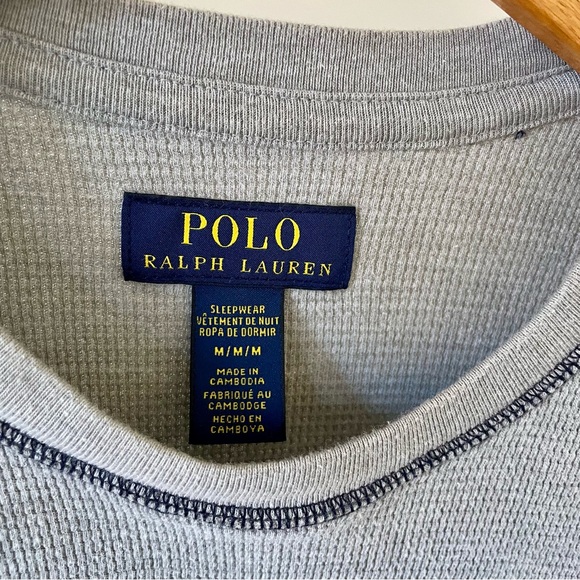 POLO
RALPH LAUREN
SLEEPWEAR
VÊTEMENT DE NUIT
ROPA DE DORMIR
M/M/M
MADE IN
CAMBODIA
FABRIQUÉ AU
CAMBODGE
HECHO EN
CAMBOYA